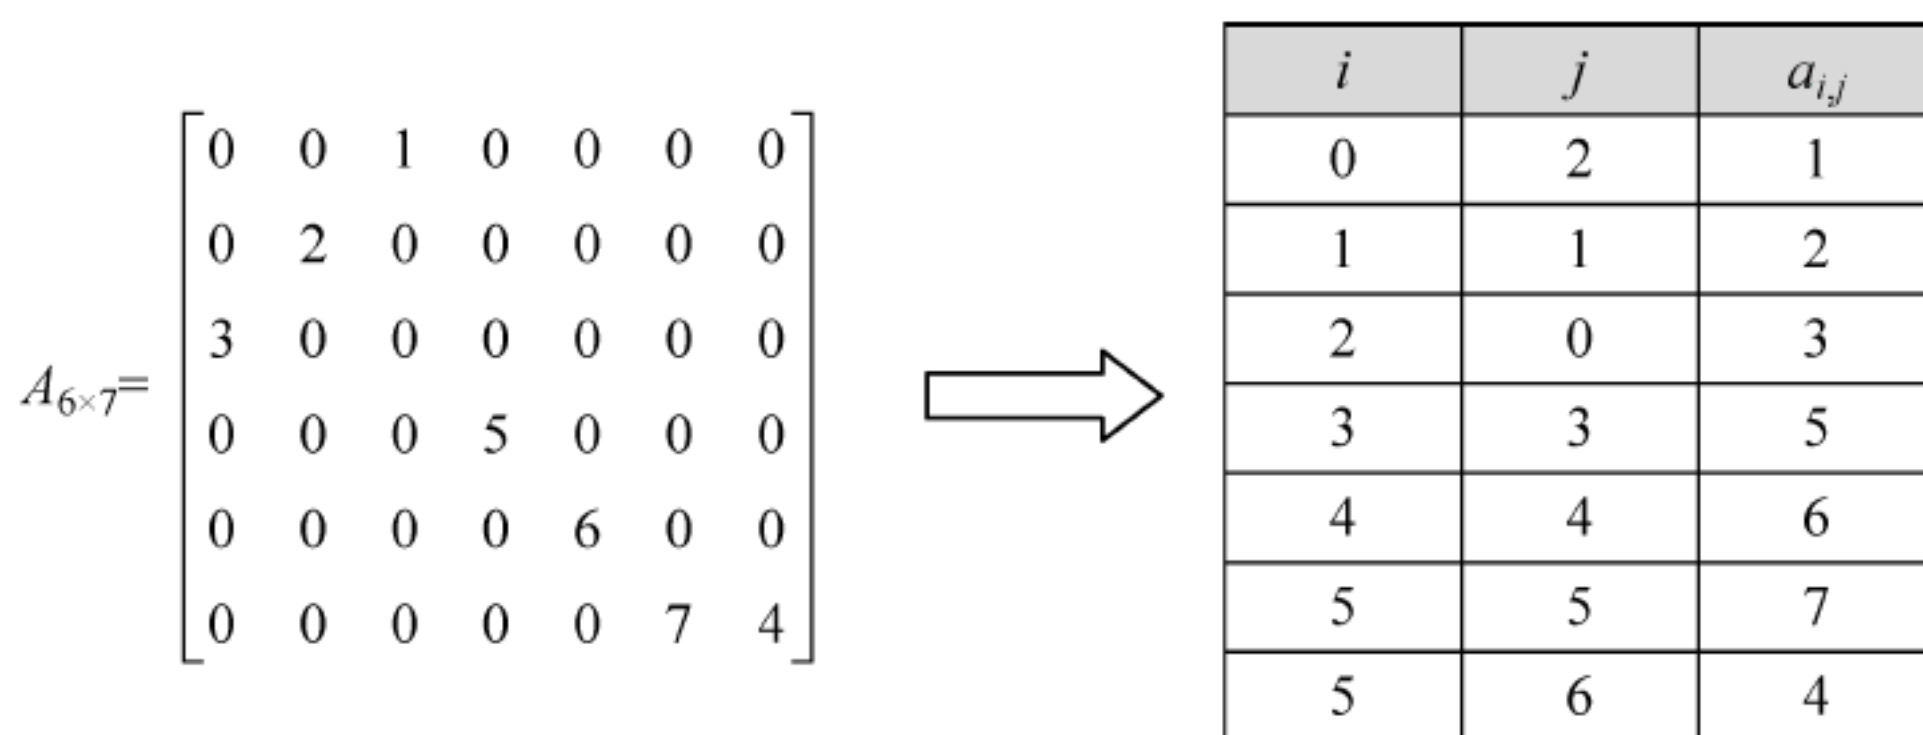 A6×7=
0 0 1 0 0 0 0
0 2 0 0 0 0 0
3 0 0 0 0 0 0
0 0 0 5 0 0 0
0 0 0 0 6 0 0
0 0 0 0 0 7 4
i j ai,j
0 2 1
1 1 2
2 0 3
3 3 5
4 4 6
5 5 7
5 6 4